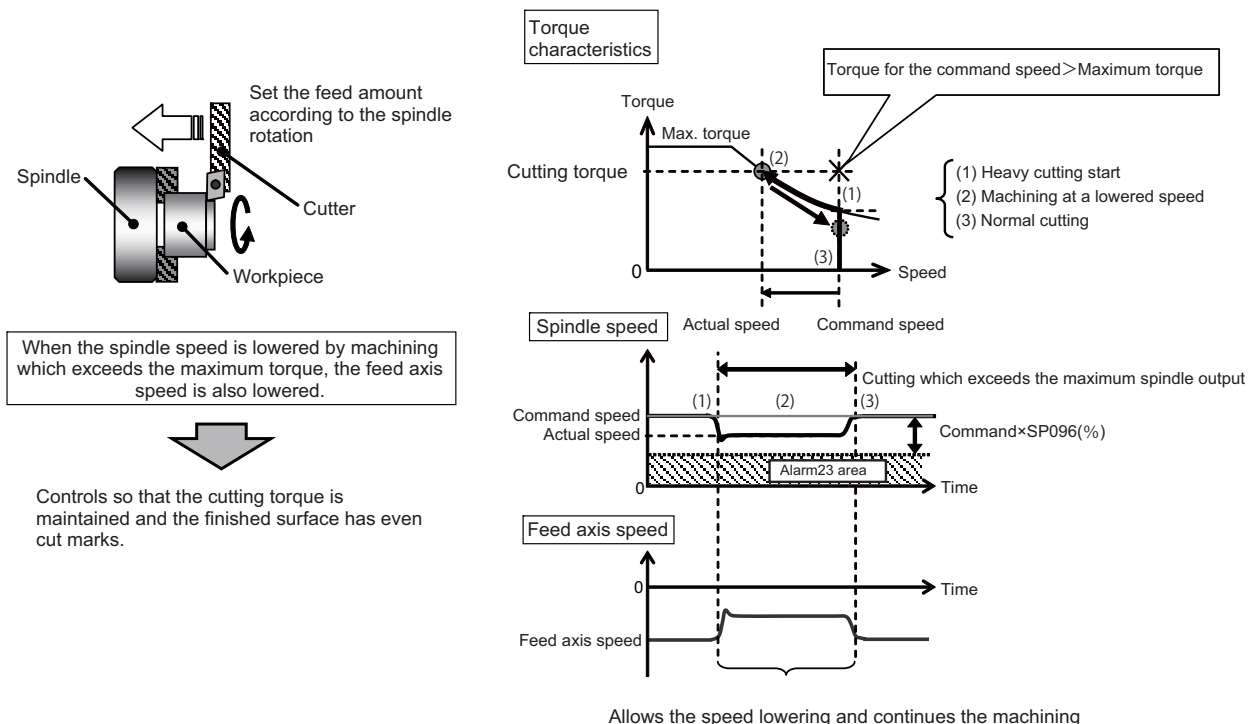 Set the feed amount
according to the spindle
rotation
Spindle
Cutter
Workpiece
When the spindle speed is lowered by machining
which exceeds the maximum torque, the feed axis
speed is also lowered.
Controls so that the cutting torque is
maintained and the finished surface has even
cut marks.
Torque
characteristics
Torque for the command speed＞Maximum torque
Torque
Max. torque
(2)
Cutting torque
(1)
(3)
0
Speed
(1) Heavy cutting start
(2) Machining at a lowered speed
(3) Normal cutting
Actual speed
Command speed
Spindle speed
Cutting which exceeds the maximum spindle output
(1)
(2)
(3)
Command speed
Actual speed
Command×SP096(%)
Alarm23 area
0
Time
Feed axis speed
0
Time
Feed axis speed
Allows the speed lowering and continues the machining